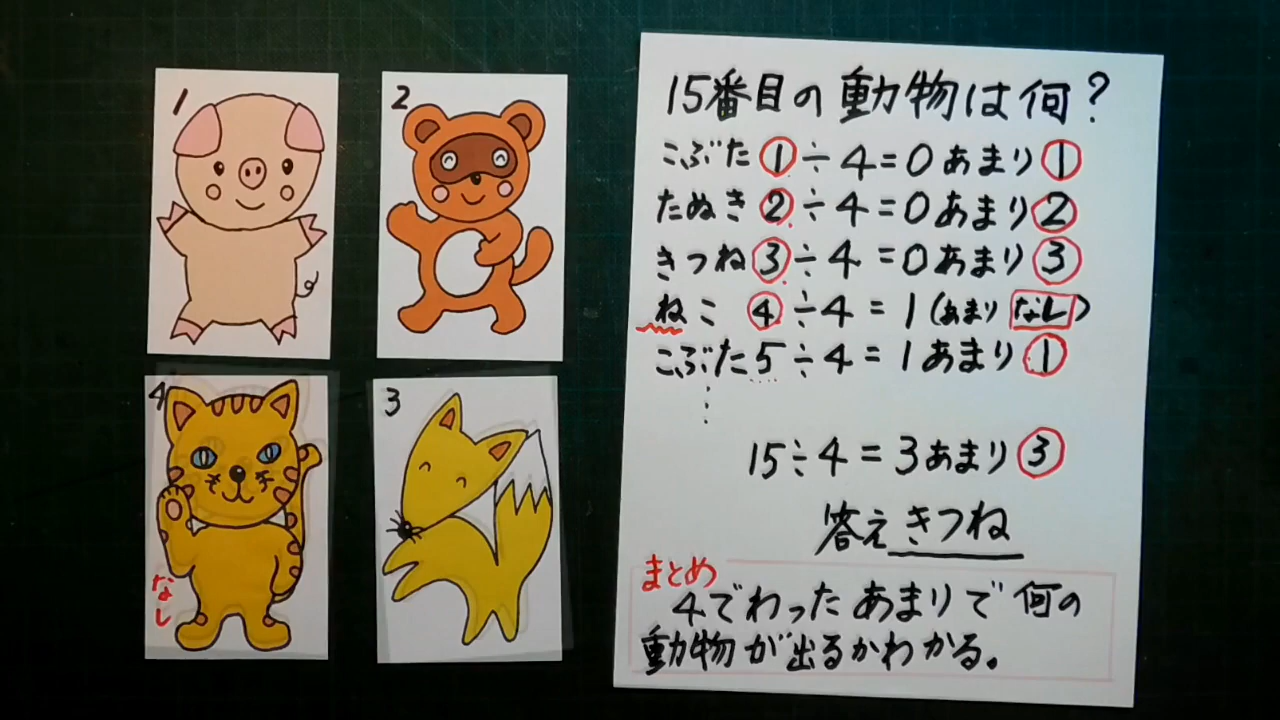 1
2
4
なし
3
15番目の動物は何?
こぶた①÷4=0あまり①
たぬき②÷4=0あまり②
きつね③÷4=0あまり③
ねこ ④÷4=1(あまりなし)
こぶた5÷4=1あまり①
⋮
15÷4=3あまり③
答えきつね
まとめ
4でわったあまりで何の
動物が出るかわかる。